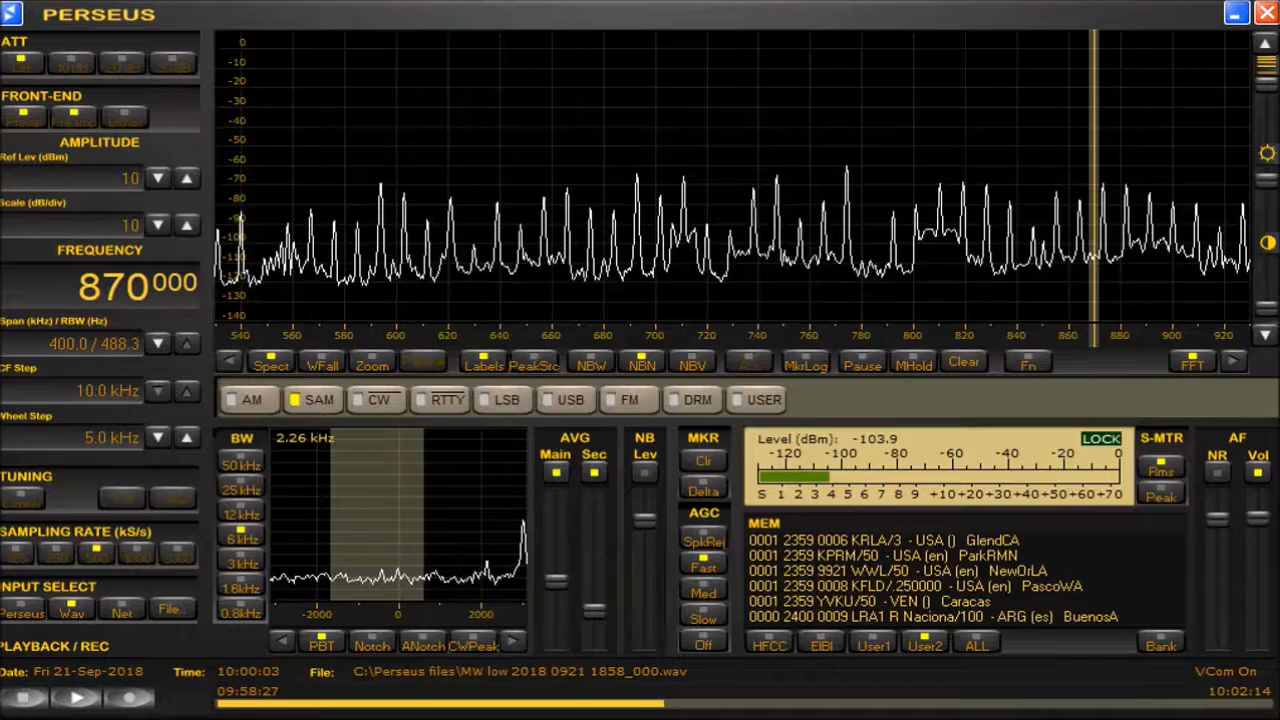 PERSEUS
ATT
FRONT-END
AMPLITUDE
Ref Lev (dBm)
10
Scale (dB/div)
10
FREQUENCY
870 000
Span (kHz) / RBW (Hz)
400.0 / 488.3
CF Step
10.0 kHz
Wheel Step
5.0 kHz
TUNING
SAMPLING RATE (kS/s)
INPUT SELECT
Perseus Wav Net File..
PLAYBACK / REC
0
-10
-20
-30
-40
-50
-60
-70
-80
-90
-100
-110
-120
-130
-140
540 560 580 600 620 640 660 680 700 720 740 760 780 800 820 840 860 880 900 920
Spect WFall Zoom Labels PeakSrc NBW NBN NBV MkrLog Pause MHold Clear Fn FFT
AM SAM CW RTTY LSB USB FM DRM USER
BW
50 kHz
25 kHz
12 kHz
6 kHz
3 kHz
1.6kHz
0.8kHz
2.26 kHz
-2000 0 2000
PBT Notch ANotch CWPeak
AVG
Main Sec
NB
Lev
MKR
Clr
Delta
AGC
SpkRej
Fast
Med
Slow
Off
Level (dBm): -103.9 LOCK
-120 -100 -80 -60 -40 -20 0
S 1 2 3 4 5 6 7 8 9 +10+20+30+40+50+60+70
S-MTR
Rms
Peak
AF
NR Vol
MEM
0001 2359 0006 KRLA/3 - USA () GlendCA
0001 2359 KPRM/50 - USA (en) ParkRMN
0001 2359 9921 WWL/50 - USA (en) NewOrLA
0001 2359 0008 KFLD/.250000 - USA (en) PascoWA
0001 2359 YVKU/50 - VEN () Caracas
0001 2400 0009 LRA1 R Naciona/100 - ARG (es) BuenosA
HFCC EIBI User1 User2 ALL Bank
Date: Fri 21-Sep-2018 Time: 10:00:03 File: C:\Perseus files\MW low 2018 0921 1858_000.wav VCom On
09:58:27 10:02:14